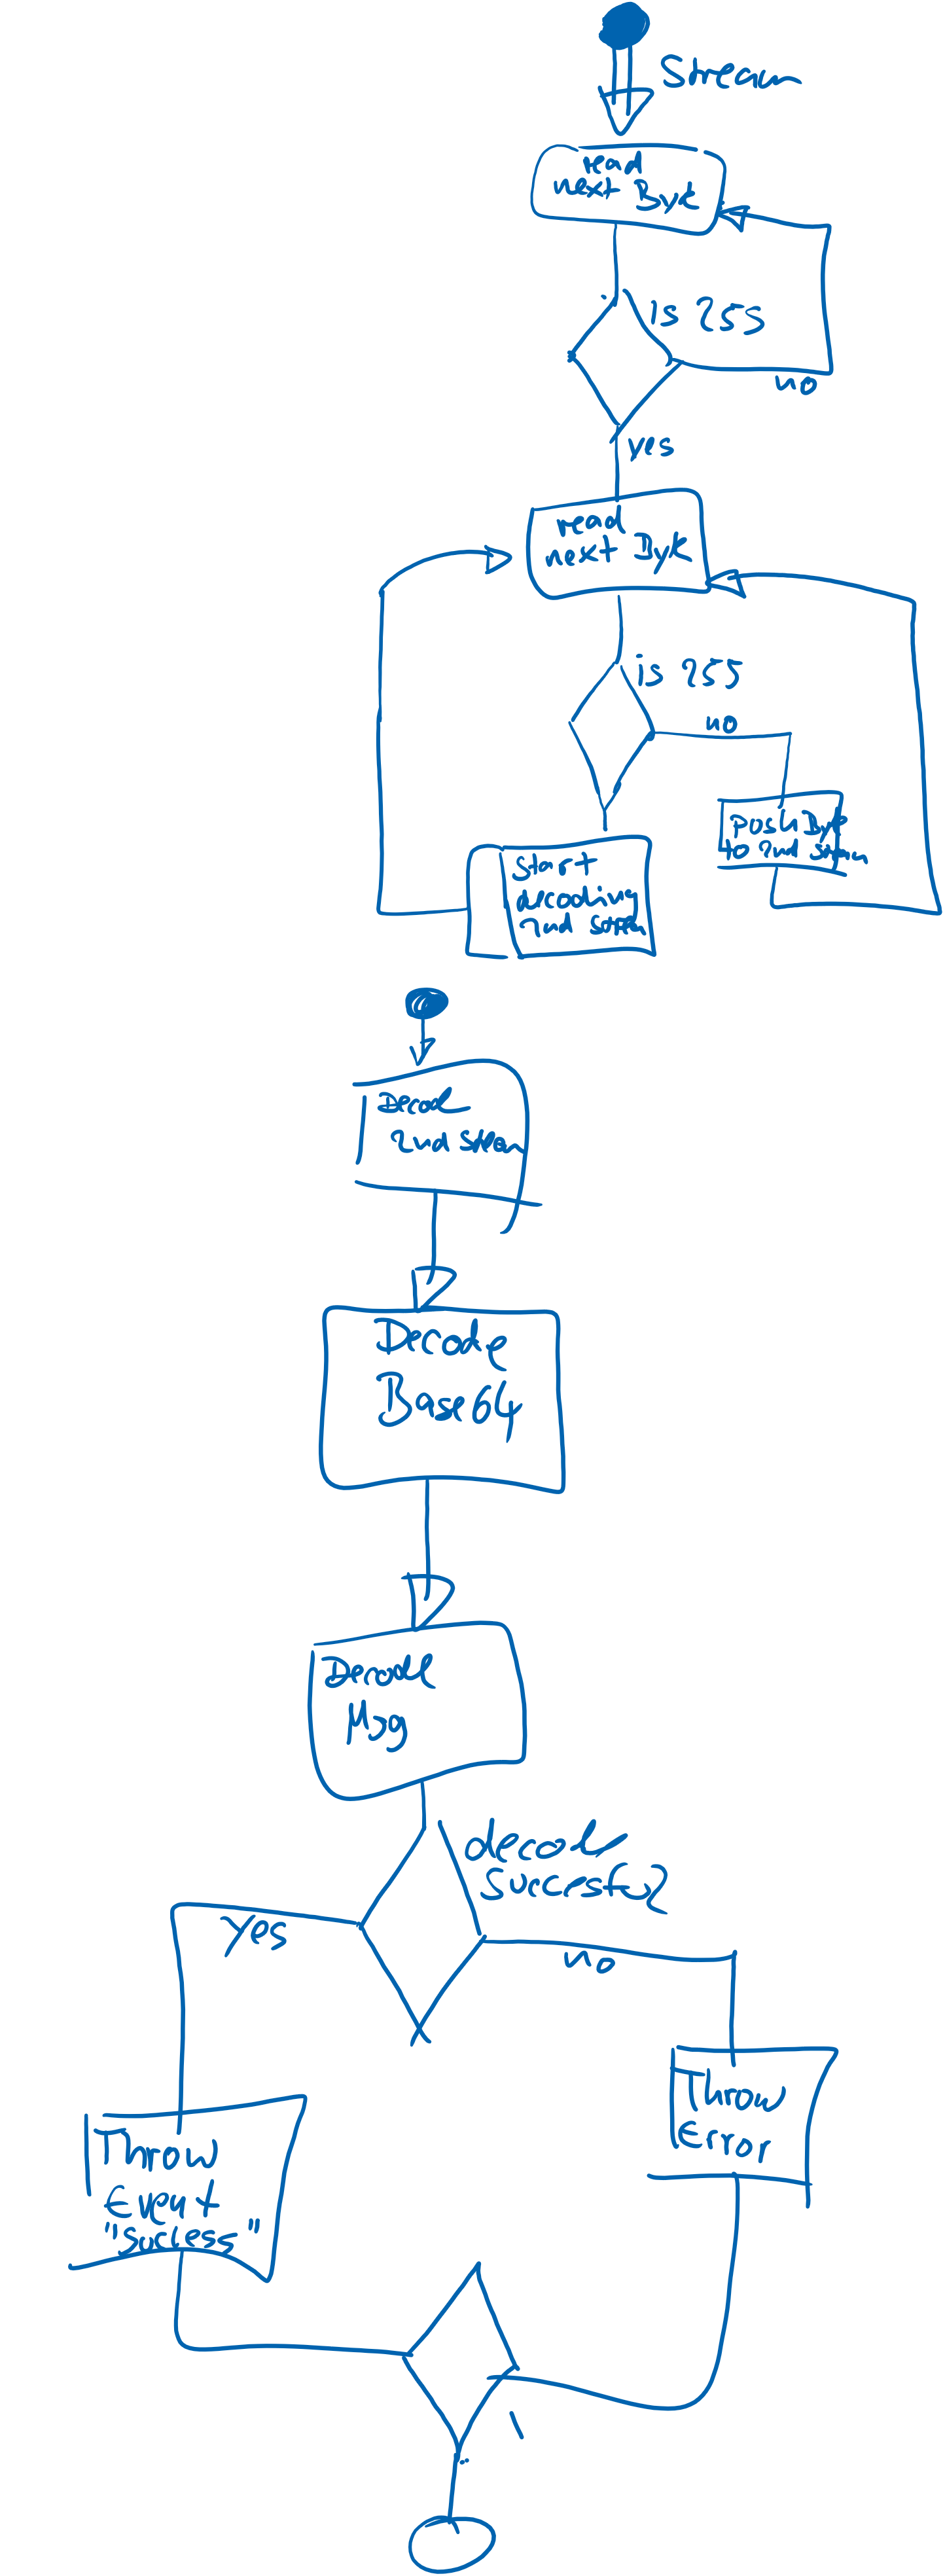 Stream
read
next Byte
is 255
no
yes
read
next Byte
is 255
no
push Byte
to 2nd Stream
Start
decoding
2nd Stream
Decode
2nd Stream
Decode
Base64
Decode
Msg
decode
succesful
Yes
no
Throw
Error
Throw
Event
"Success"